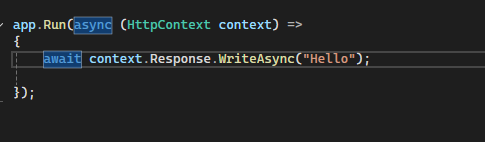 app.Run(async (HttpContext context) =>
{
    await context.Response.WriteAsync("Hello");
});